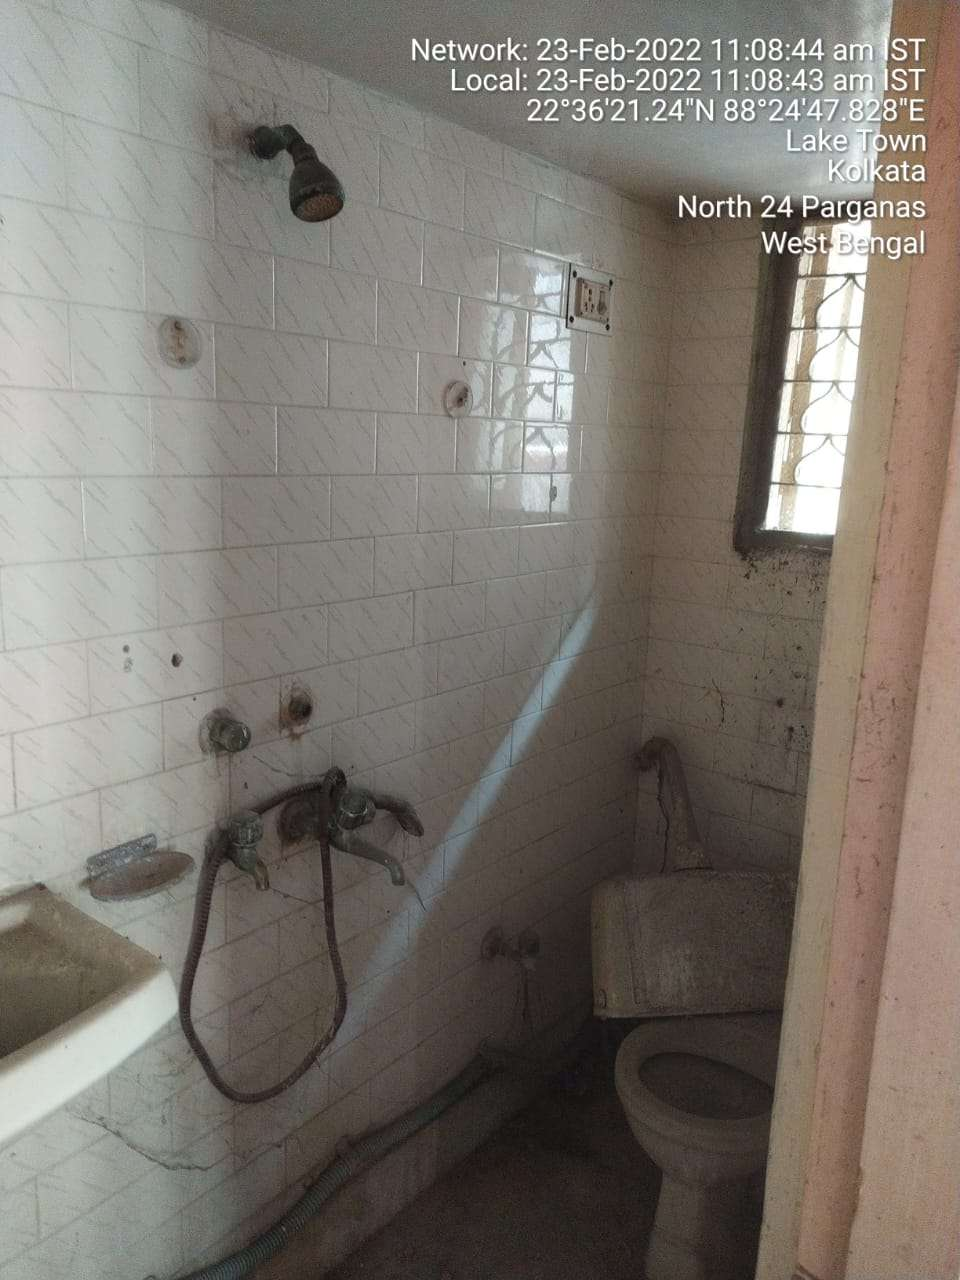 Network: 23-Feb-2022 11:08:44 am IST
Local: 23-Feb-2022 11:08:43 am IST
22°36'21.24"N 88°24'47.828"E
Lake Town
Kolkata
North 24 Parganas
West Bengal